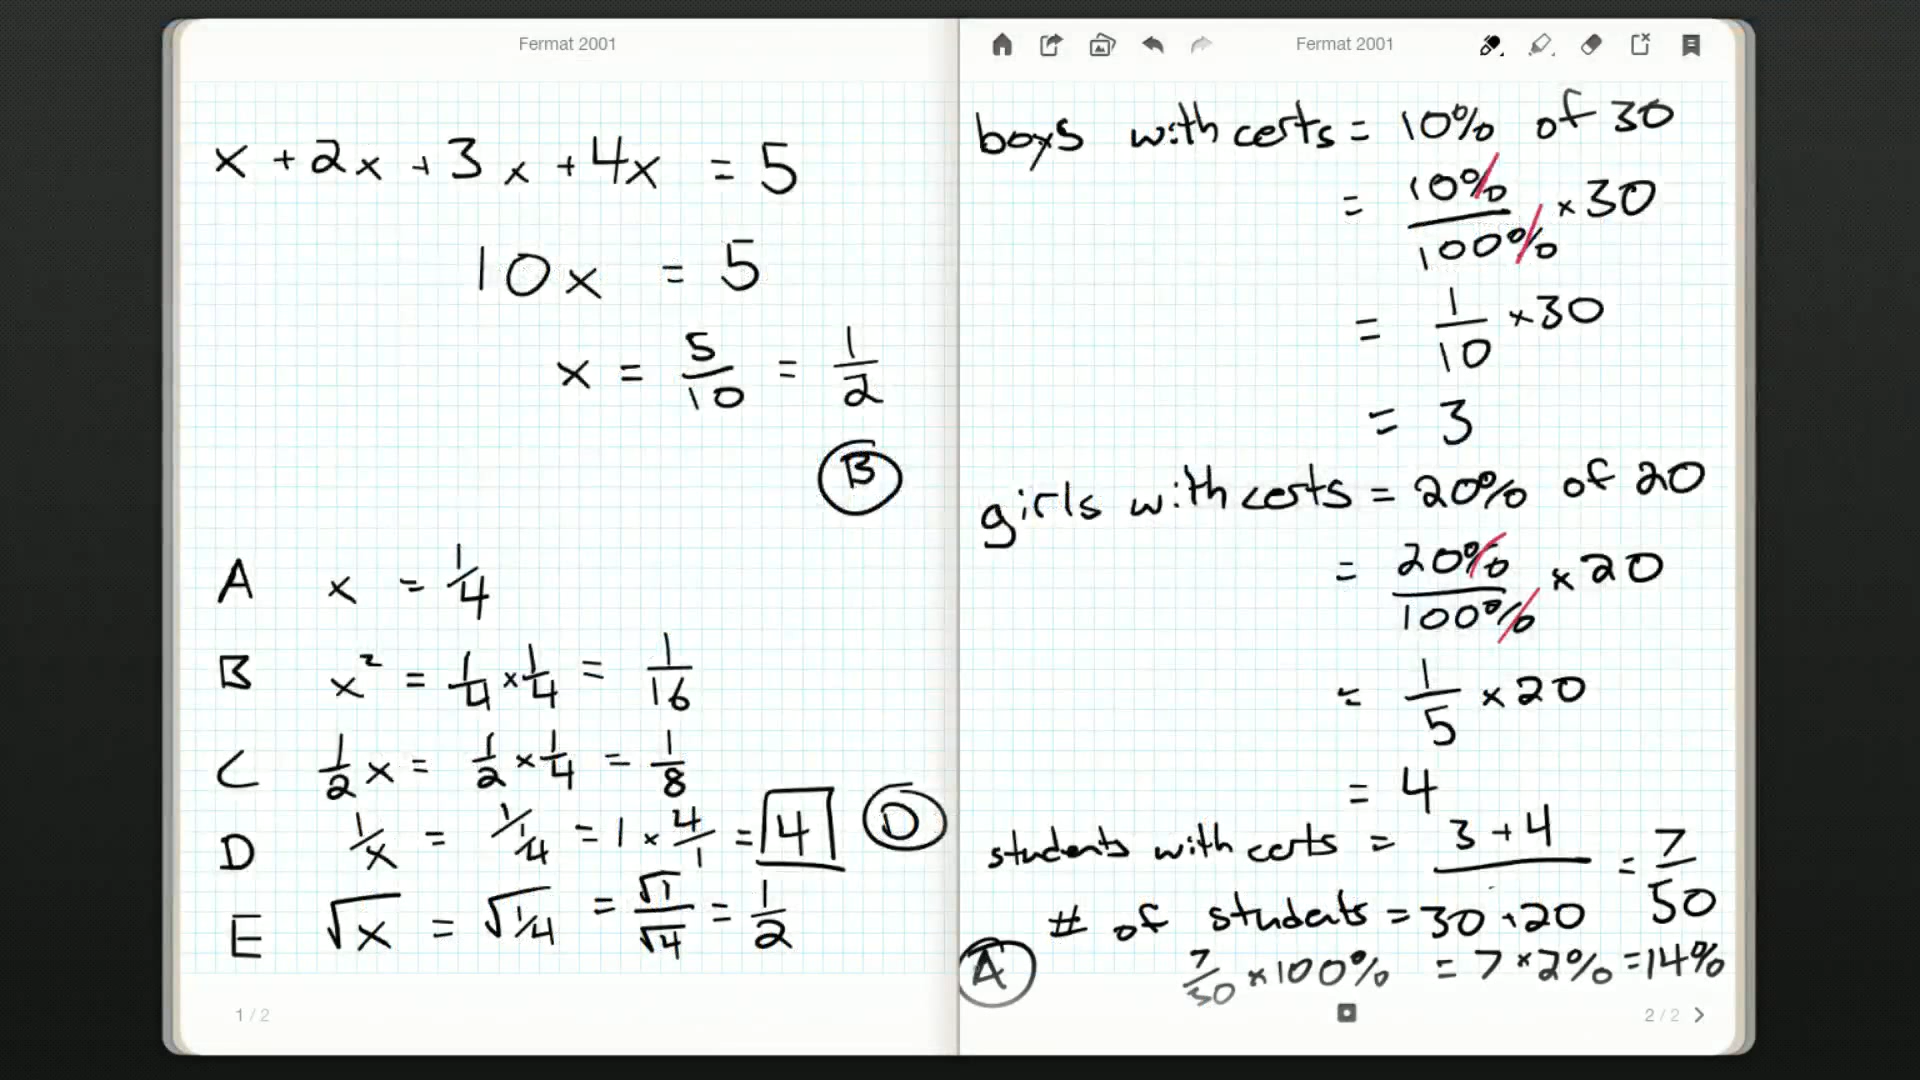 Fermat 2001
x + 2x + 3x + 4x = 5
10x = 5
x = 5/10 = 1/2
B
A x = 1/4
B x² = 1/4 × 1/4 = 1/16
C 1/2 x = 1/2 × 1/4 = 1/8
D 1/x = 1/1/4 = 1 × 4/1 = 4 D
E √x = √1/4 = √1/√4 = 1/2
1 / 2
Fermat 2001
boys with certs = 10% of 30
= 10%/100% × 30
= 1/10 × 30
= 3
girls with certs = 20% of 20
= 20%/100% × 20
= 1/5 × 20
= 4
students with certs = 3 + 4
# of students = 30 + 20 = 7/50
A 7/50 × 100% = 7 × 2% = 14%
2 / 2